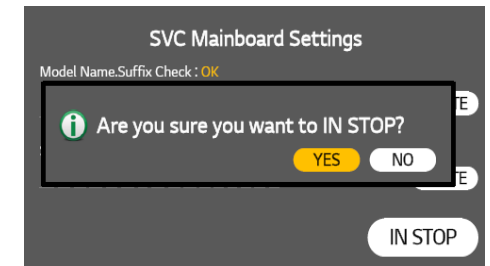 SVC Mainboard Settings
Model Name.Suffix Check : OK
Are you sure you want to IN STOP?
YES NO
IN STOP